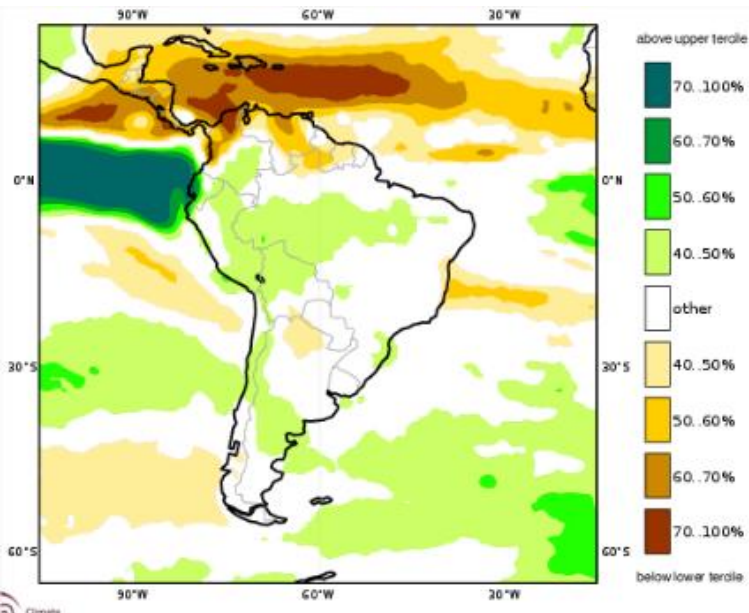 90°W 60°W 30°W
above upper tercile
70..100%
60..70%
50..60%
40..50%
other
40..50%
50..60%
60..70%
70..100%
below lower tercile
0°N 0°N
30°S 30°S
60°S 60°S
90°W 60°W 30°W
Climate